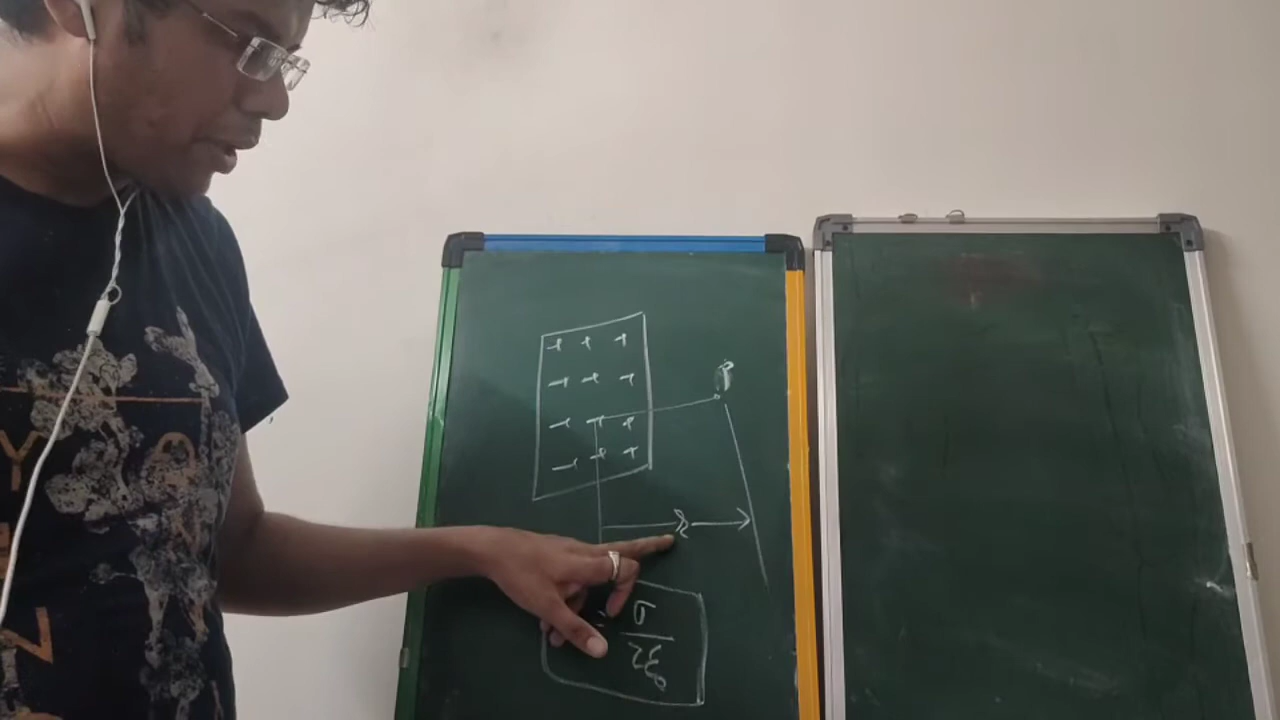 + + +
+ + +
+ + +
+ + +
P
r
σ
2ε₀